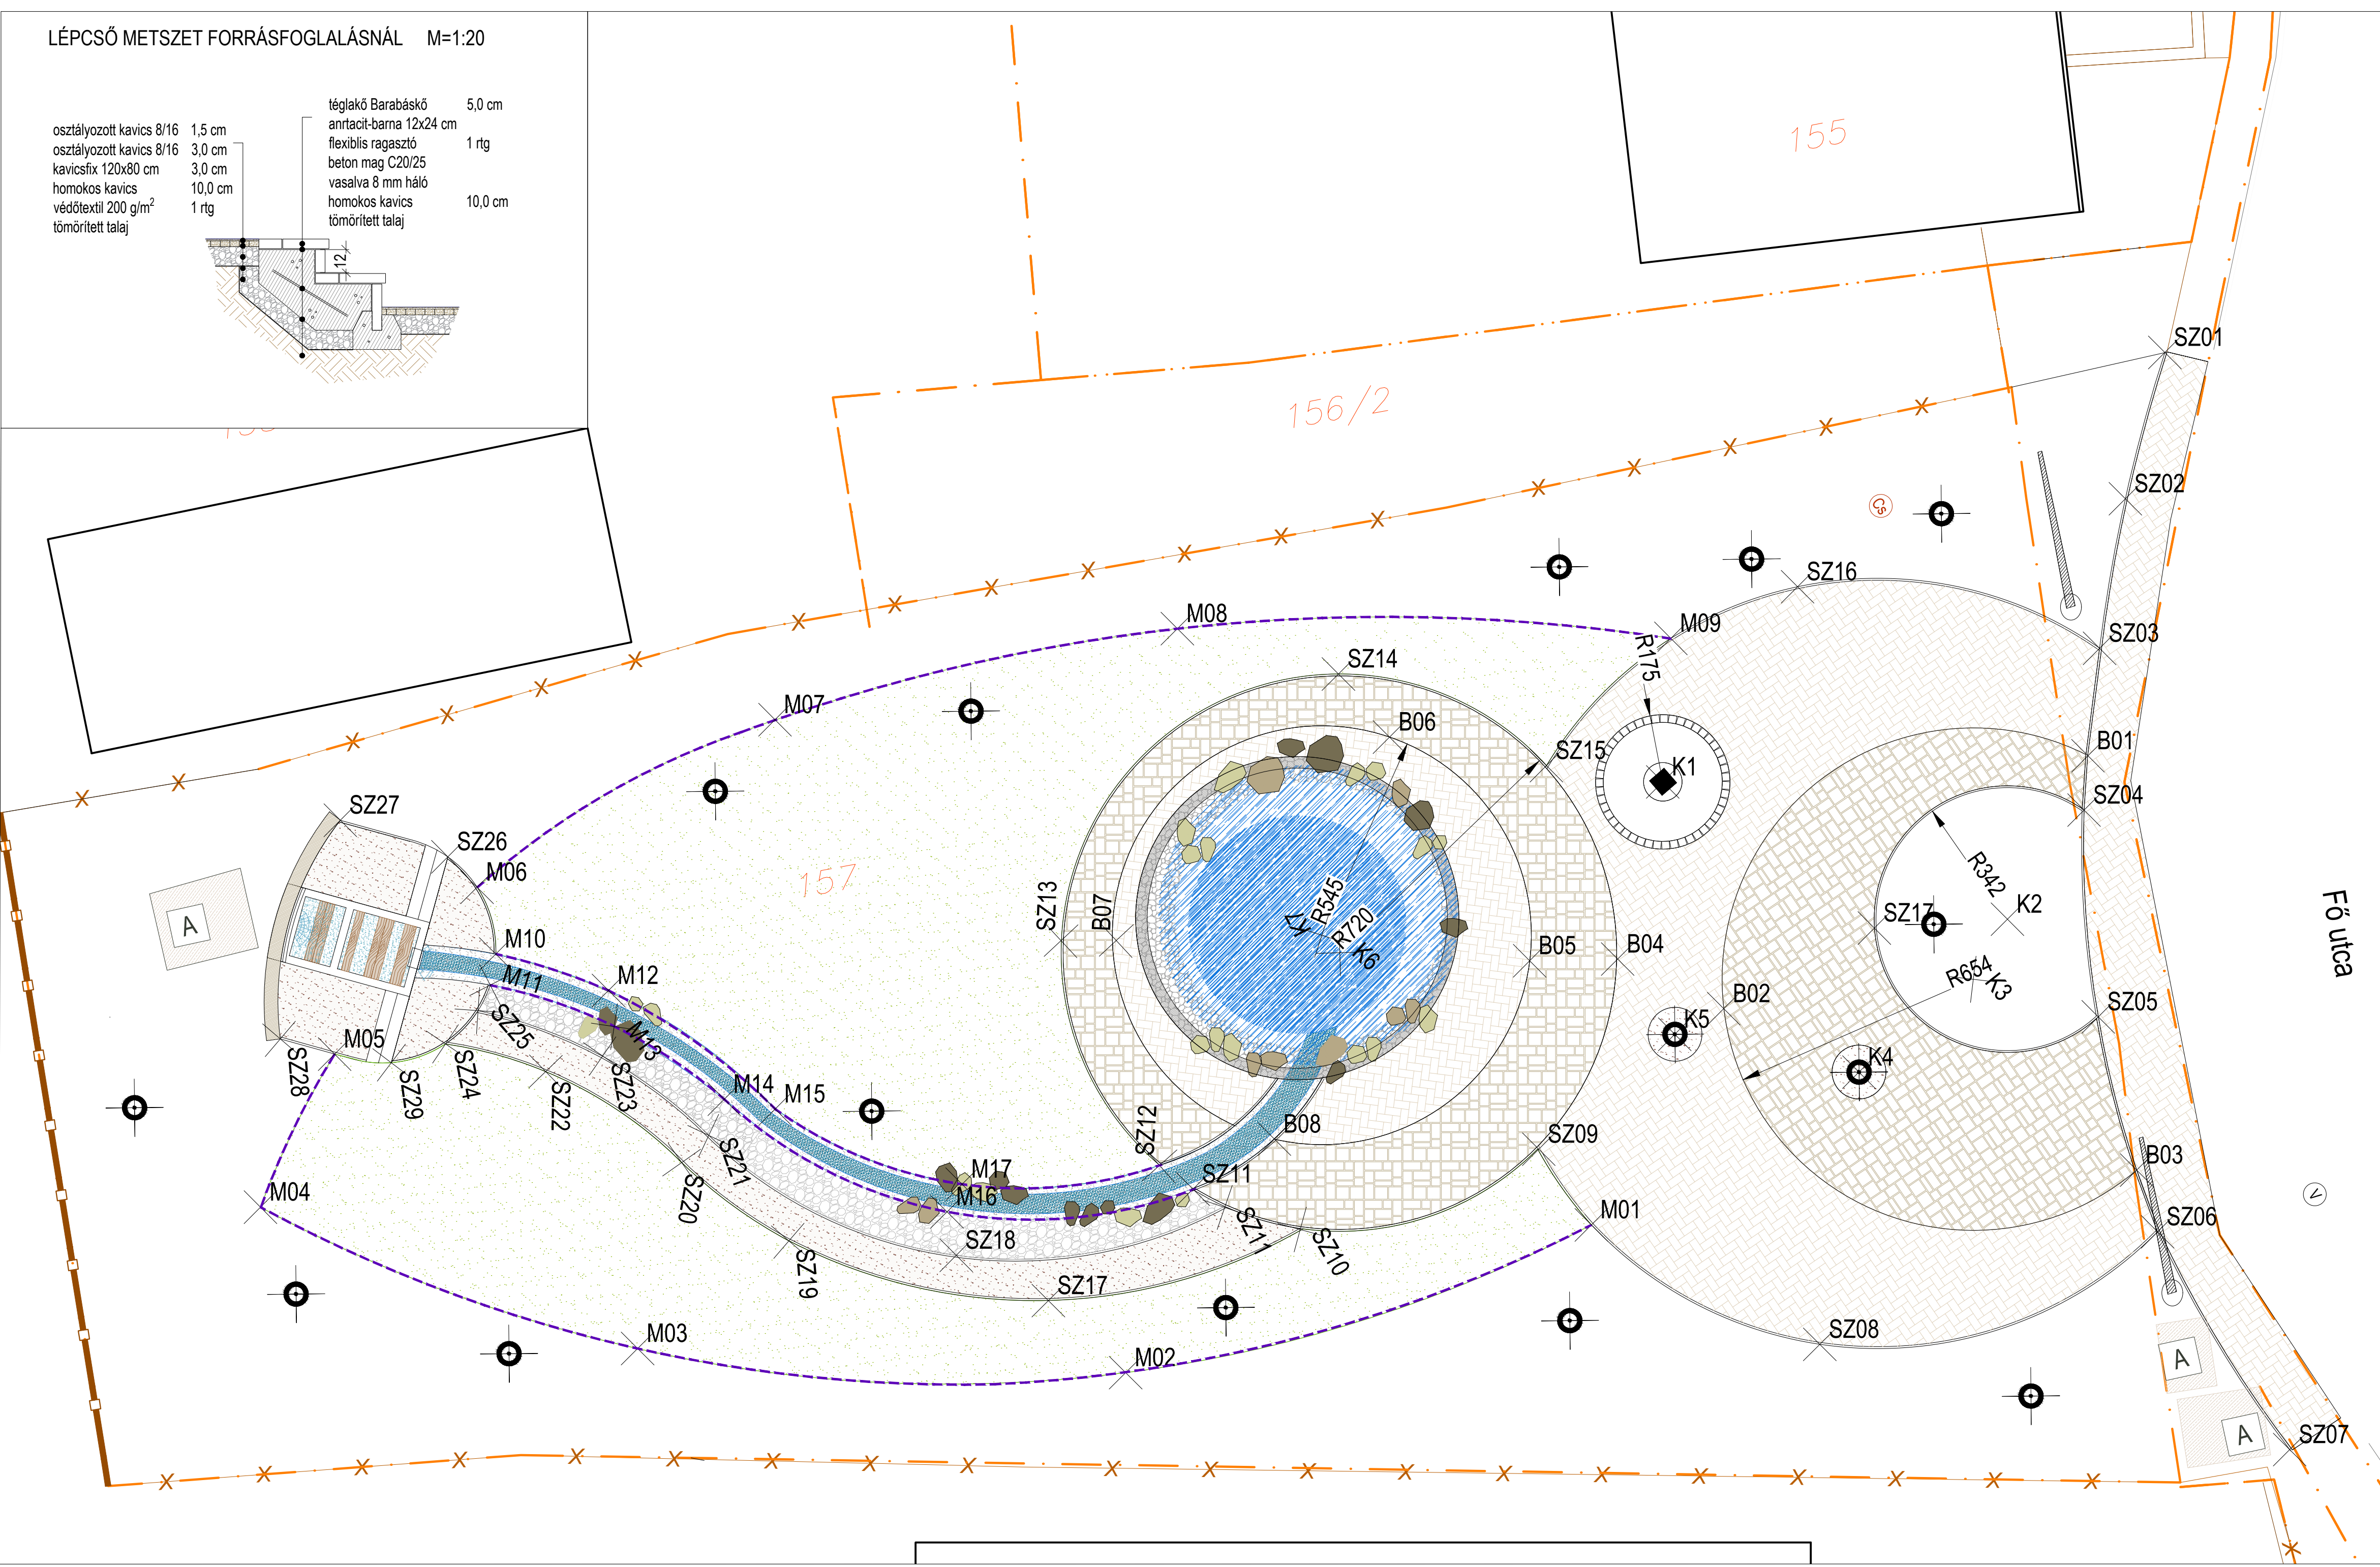 LÉPCSŐ METSZET FORRÁSFOGLALÁSNÁL M=1:20
osztályozott kavics 8/16 1,5 cm
osztályozott kavics 8/16 3,0 cm
kavicsfix 120x80 cm 3,0 cm
homokos kavics 10,0 cm
védőtextil 200 g/m² 1 rtg
tömörített talaj
téglakő Barabáskő 5,0 cm
anrtacit-barna 12x24 cm
flexiblis ragasztó 1 rtg
beton mag C20/25
vasalva 8 mm háló
homokos kavics 10,0 cm
tömörített talaj
12
155
156/2
SZ01
SZ02
Cs
SZ16
M08
M09
SZ03
R175
SZ14
M07
B06
SZ15
B01
K1
SZ04
SZ27
SZ26
M06
157
R342
SZ13
B07
R545
R720
K7
K6
SZ17
K2
Fő utca
A
M10
B05
B04
R654
K3
M11
M12
B02
SZ05
SZ25
M13
K5
M05
SZ28
SZ29
SZ24
SZ22
SZ23
K4
M14
M15
SZ12
B08
SZ09
SZ21
M17
SZ11
B03
M04
SZ20
M16
V
M01
SZ06
SZ18
SZ11
SZ10
SZ19
SZ17
M03
SZ08
M02
A
A
SZ07